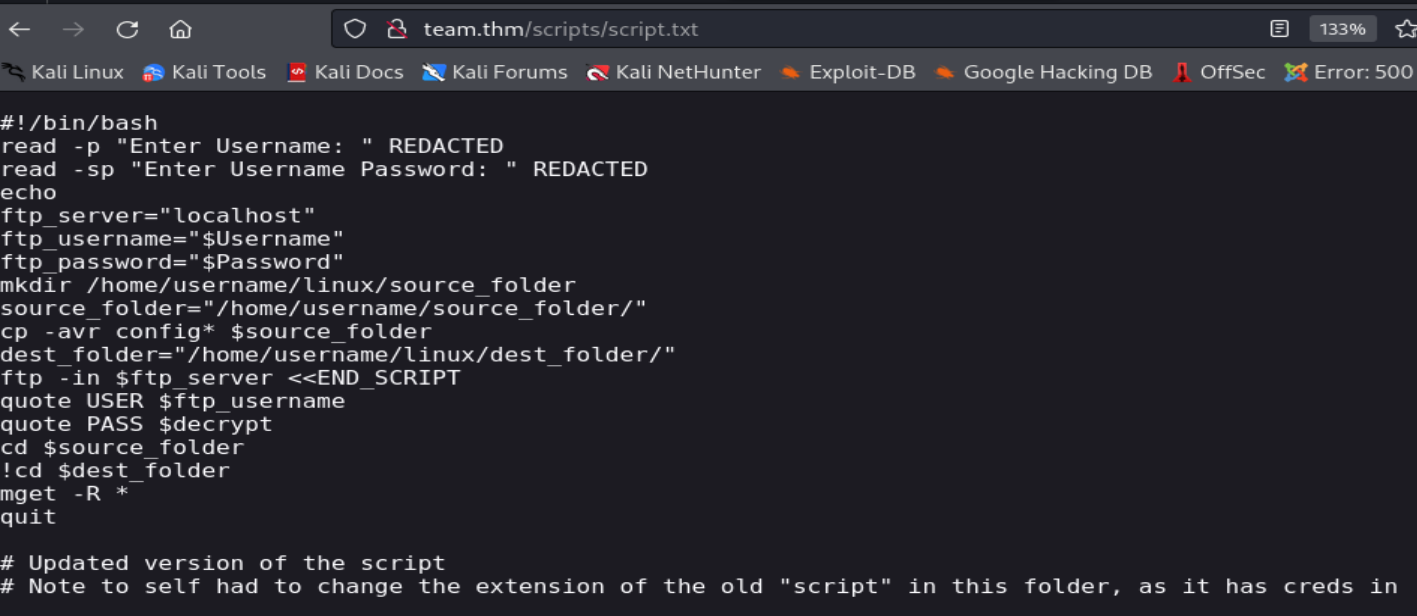 team.thm/scripts/script.txt
133%
Kali Linux Kali Tools Kali Docs Kali Forums Kali NetHunter Exploit-DB Google Hacking DB OffSec Error: 500
#!/bin/bash
read -p "Enter Username: " REDACTED
read -sp "Enter Username Password: " REDACTED
echo
ftp_server="localhost"
ftp_username="$Username"
ftp_password="$Password"
mkdir /home/username/linux/source_folder
source_folder="/home/username/source_folder/"
cp -avr config* $source_folder
dest_folder="/home/username/linux/dest_folder/"
ftp -in $ftp_server <<END_SCRIPT
quote USER $ftp_username
quote PASS $decrypt
cd $source_folder
!cd $dest_folder
mget -R *
quit
# Updated version of the script
# Note to self had to change the extension of the old "script" in this folder, as it has creds in